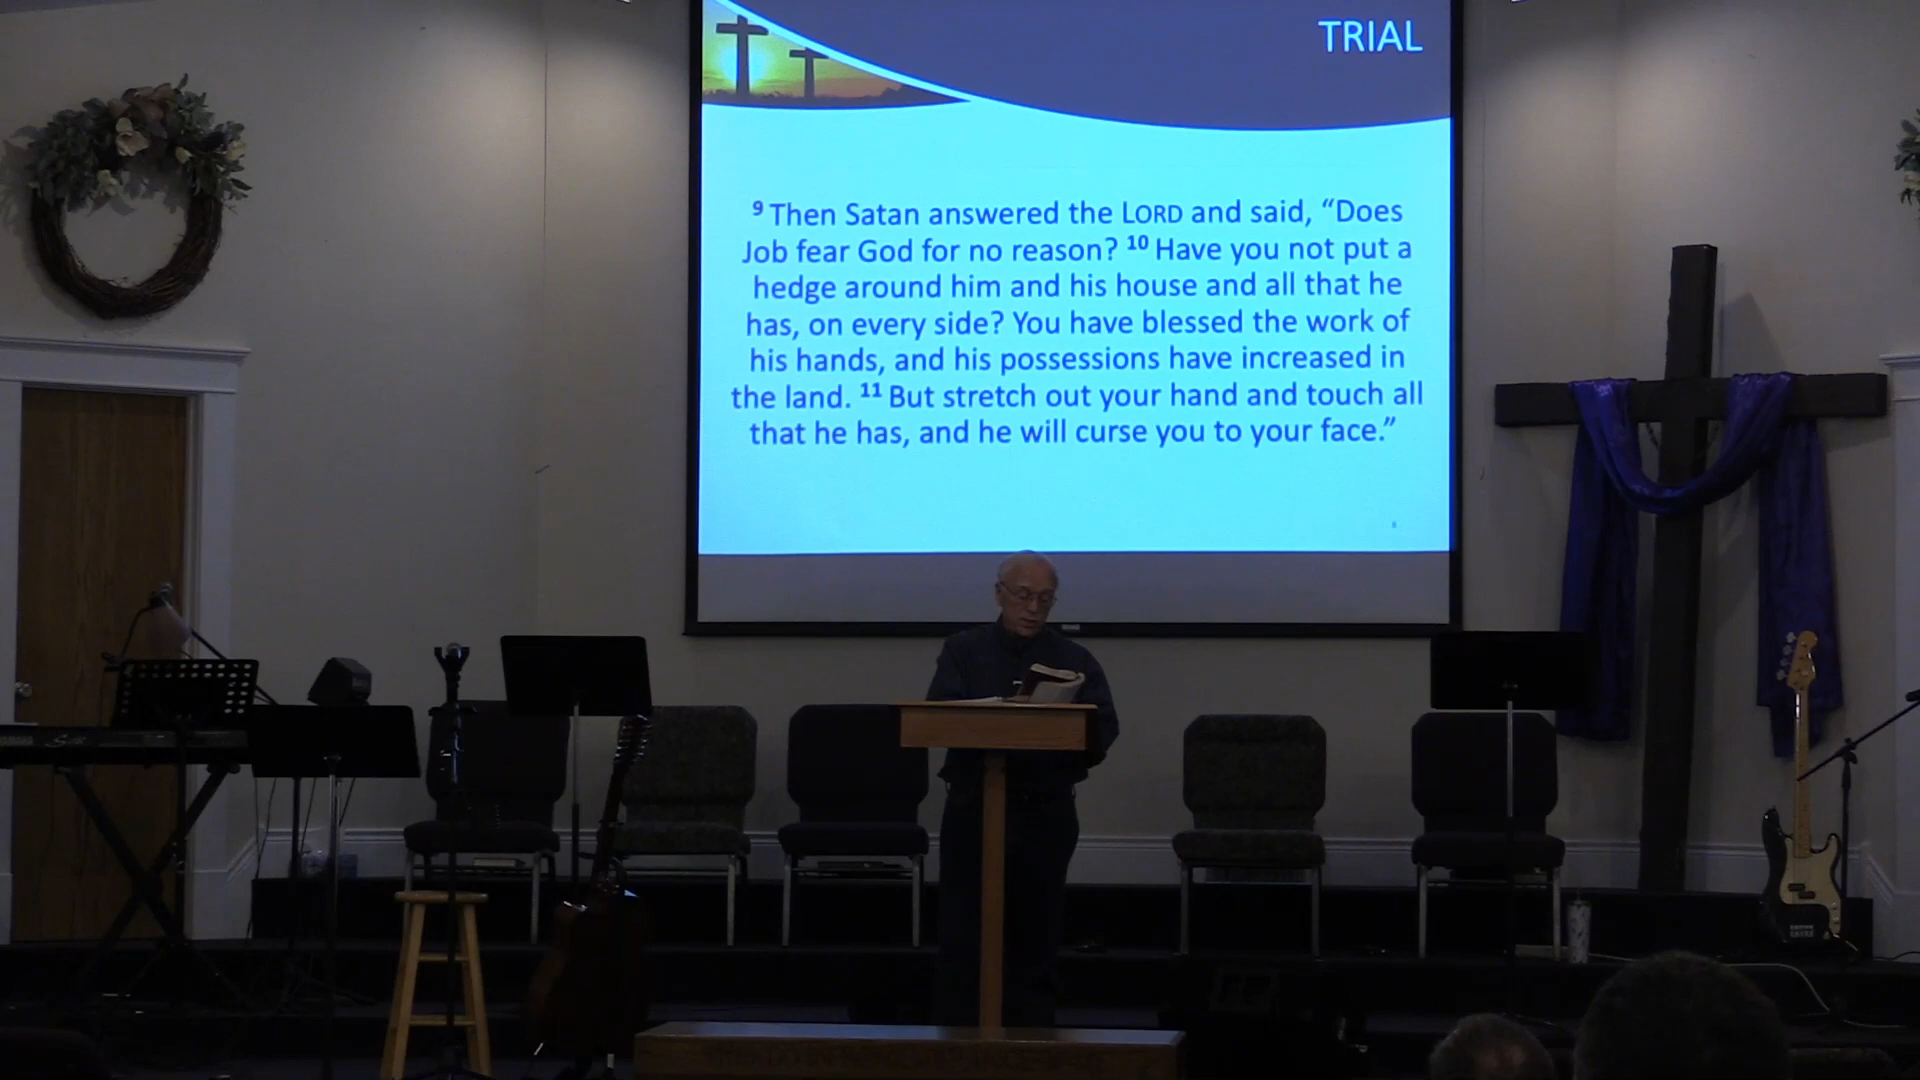 TRIAL
⁹ Then Satan answered the LORD and said, “Does
Job fear God for no reason? ¹⁰ Have you not put a
hedge around him and his house and all that he
has, on every side? You have blessed the work of
his hands, and his possessions have increased in
the land. ¹¹ But stretch out your hand and touch all
that he has, and he will curse you to your face.”